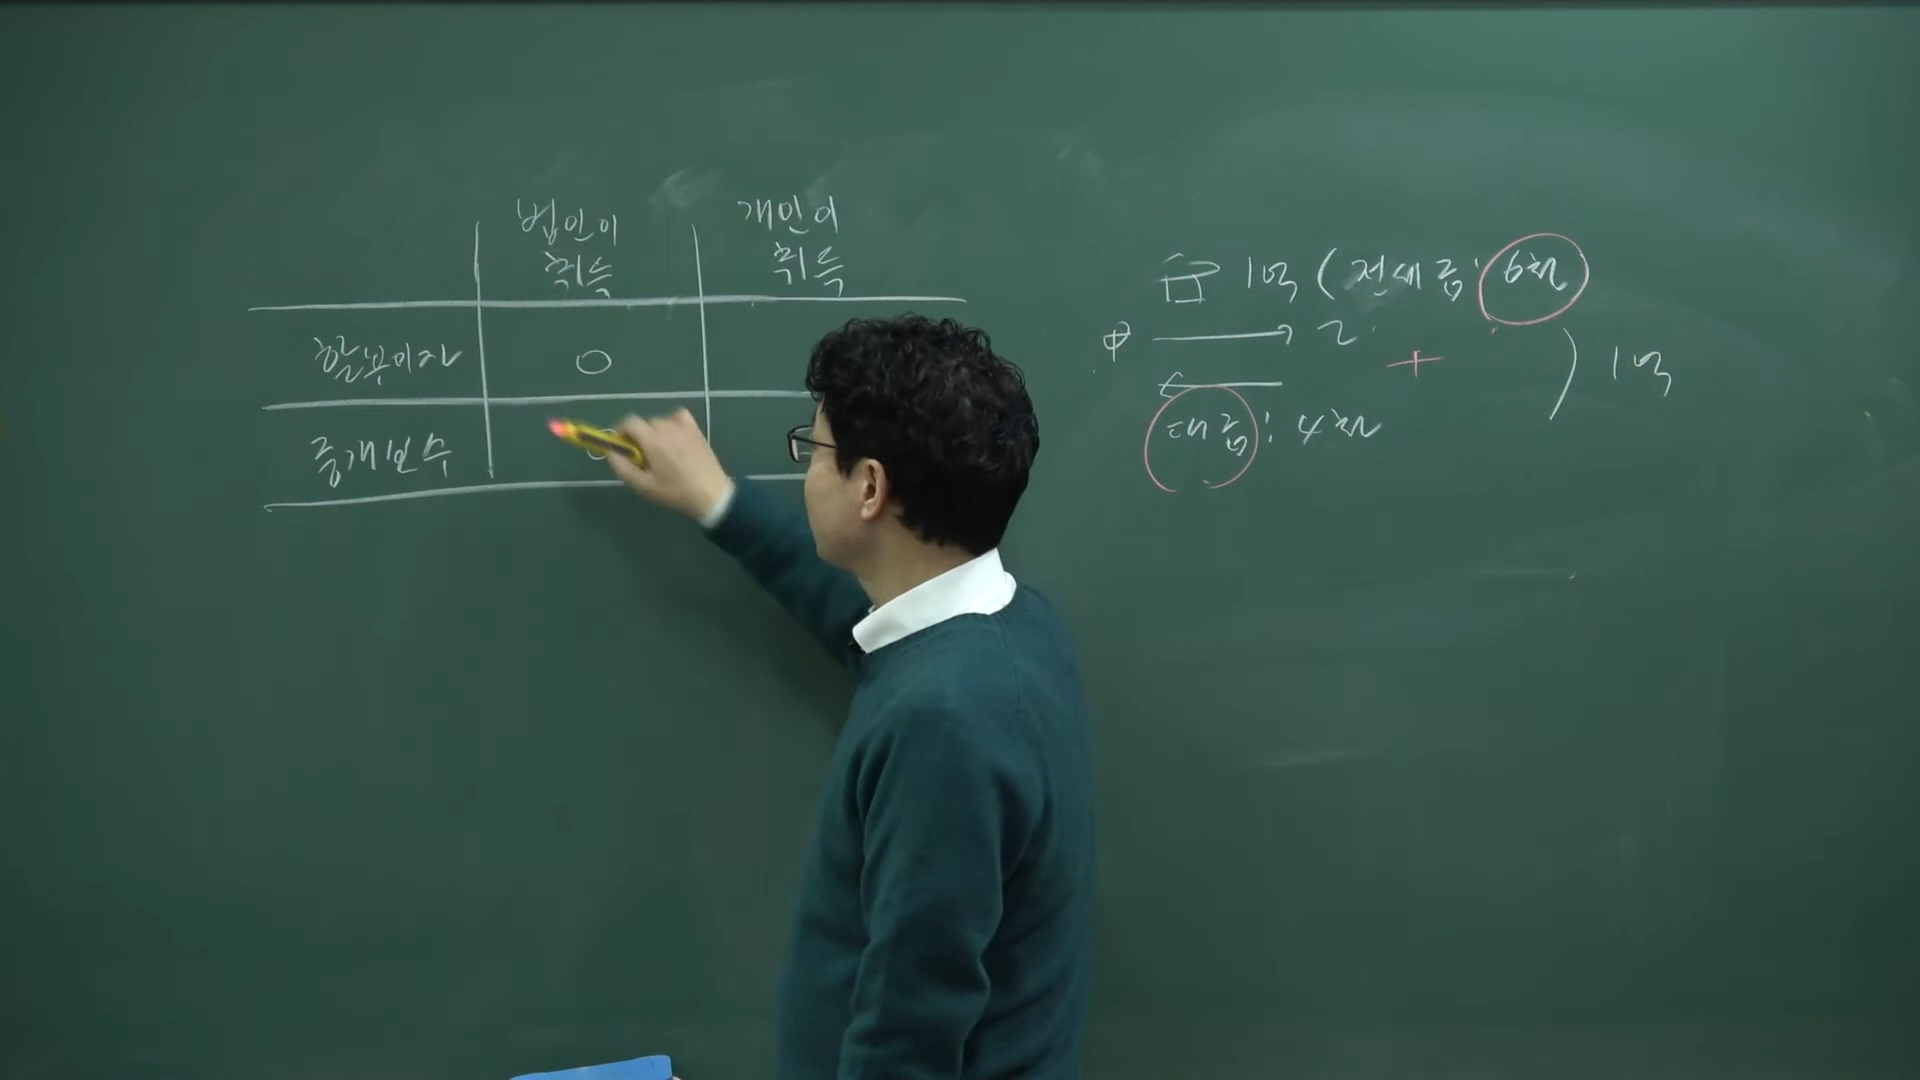 법인이
취득
개인이
취득
할부이자
○
중개보수
1억 (전세금: 6천
甲 → 乙
+
대금: 4천
) 1억